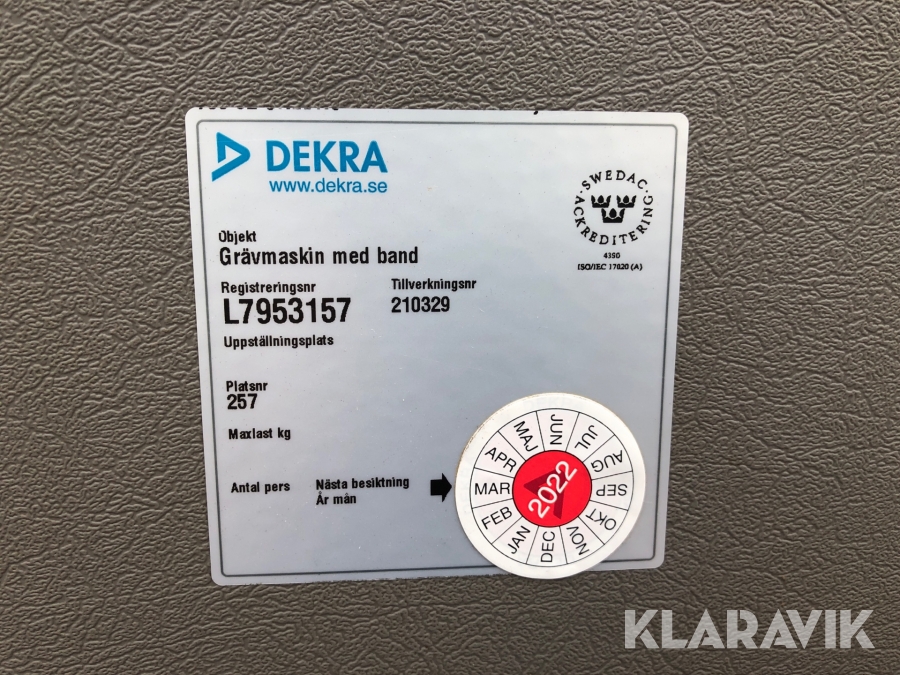 DEKRA
www.dekra.se
SWEDAC
ACKREDITERING
4350
ISO/IEC 17020 (A)
Objekt
Grävmaskin med band
Registreringsnr
L7953157
Tillverkningsnr
210329
Uppställningsplats
Platsnr
257
Maxlast kg
Antal pers
Nästa besiktning
År mån
JAN
FEB
MAR
APR
MAJ
JUN
JUL
AUG
SEP
OKT
NOV
DEC
2022
KLARAVIK